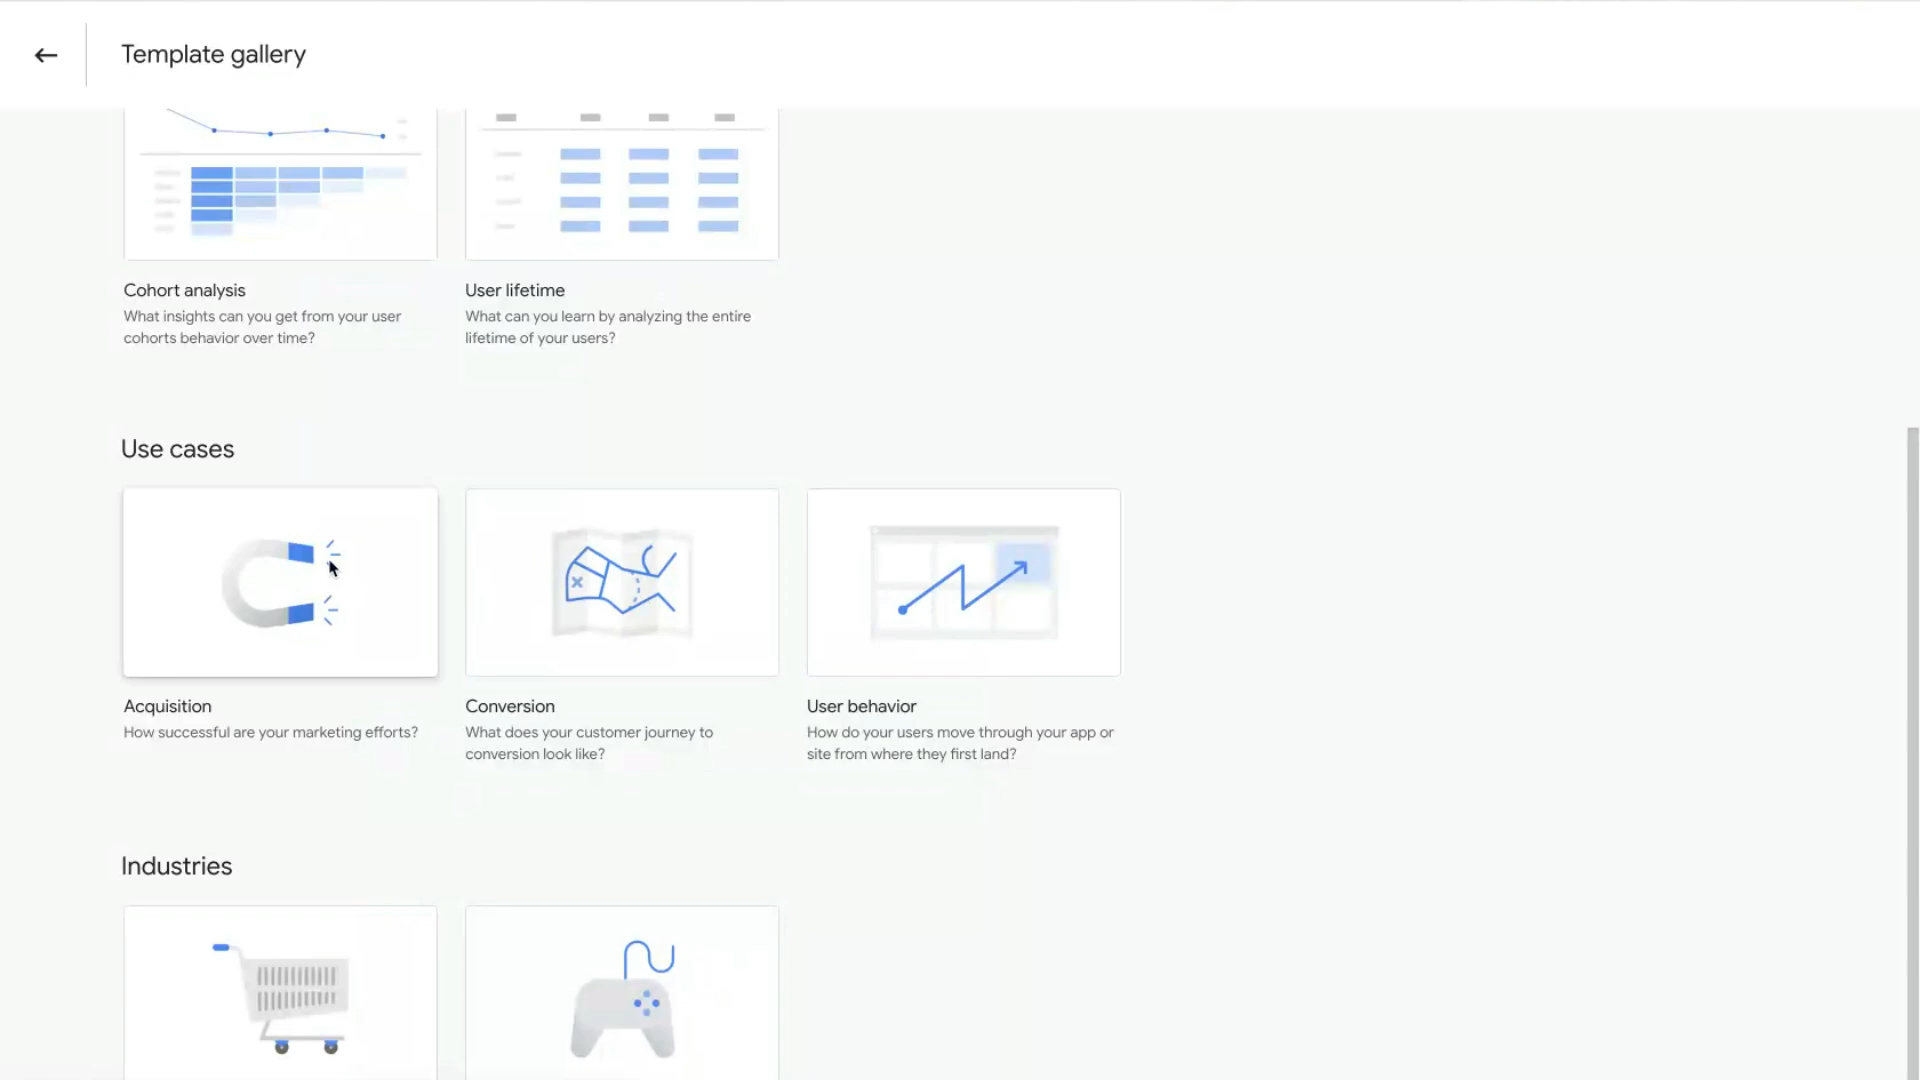 Template gallery
Cohort analysis
What insights can you get from your user
cohorts behavior over time?
User lifetime
What can you learn by analyzing the entire
lifetime of your users?
Use cases
Acquisition
How successful are your marketing efforts?
Conversion
What does your customer journey to
conversion look like?
User behavior
How do your users move through your app or
site from where they first land?
Industries